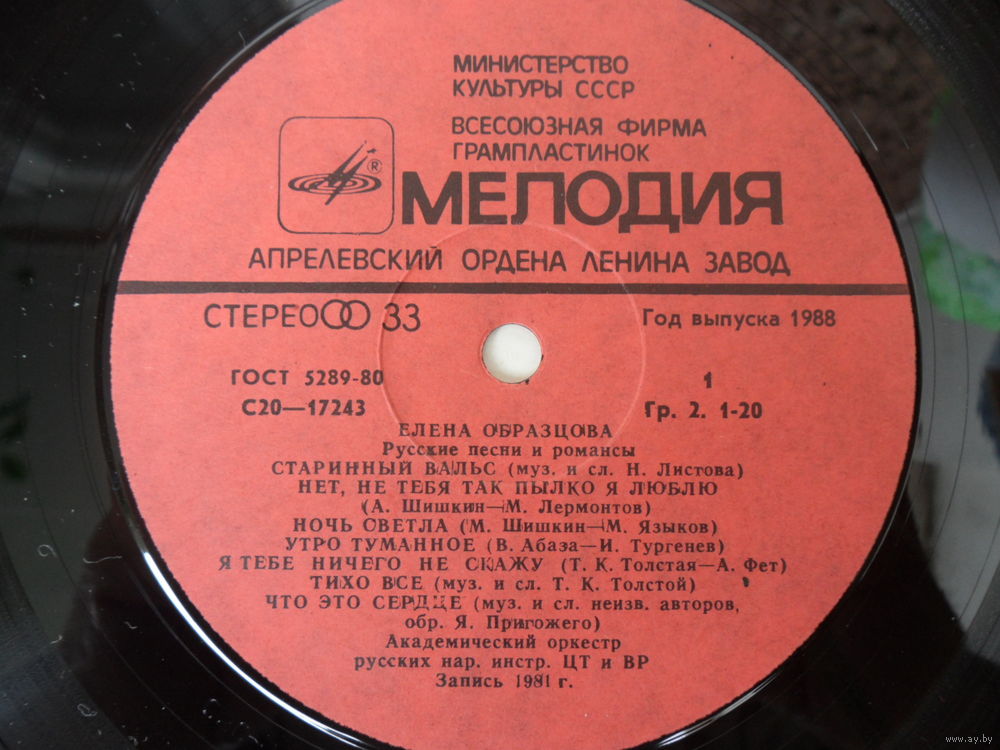 МИНИСТЕРСТВО
КУЛЬТУРЫ СССР
ВСЕСОЮЗНАЯ ФИРМА
ГРАМПЛАСТИНОК
®
МЕЛОДИЯ
АПРЕЛЕВСКИЙ ОРДЕНА ЛЕНИНА ЗАВОД
СТЕРЕО 33
Год выпуска 1988
ГОСТ 5289-80
1
С20—17243
Гр. 2. 1-20
ЕЛЕНА ОБРАЗЦОВА
Русские песни и романсы
СТАРИННЫЙ ВАЛЬС (муз. и сл. Н. Листова)
НЕТ, НЕ ТЕБЯ ТАК ПЫЛКО Я ЛЮБЛЮ
(А. Шишкин—М. Лермонтов)
НОЧЬ СВЕТЛА (М. Шишкин—М. Языков)
УТРО ТУМАННОЕ (В. Абаза—И. Тургенев)
Я ТЕБЕ НИЧЕГО НЕ СКАЖУ (Т. К. Толстая—А. Фет)
ТИХО ВСЕ (муз. и сл. Т. К. Толстой)
ЧТО ЭТО СЕРДЦЕ (муз. и сл. неизв. авторов,
обр. Я. Пригожего)
Академический оркестр
русских нар. инстр. ЦТ и ВР
Запись 1981 г.
www.ay.by